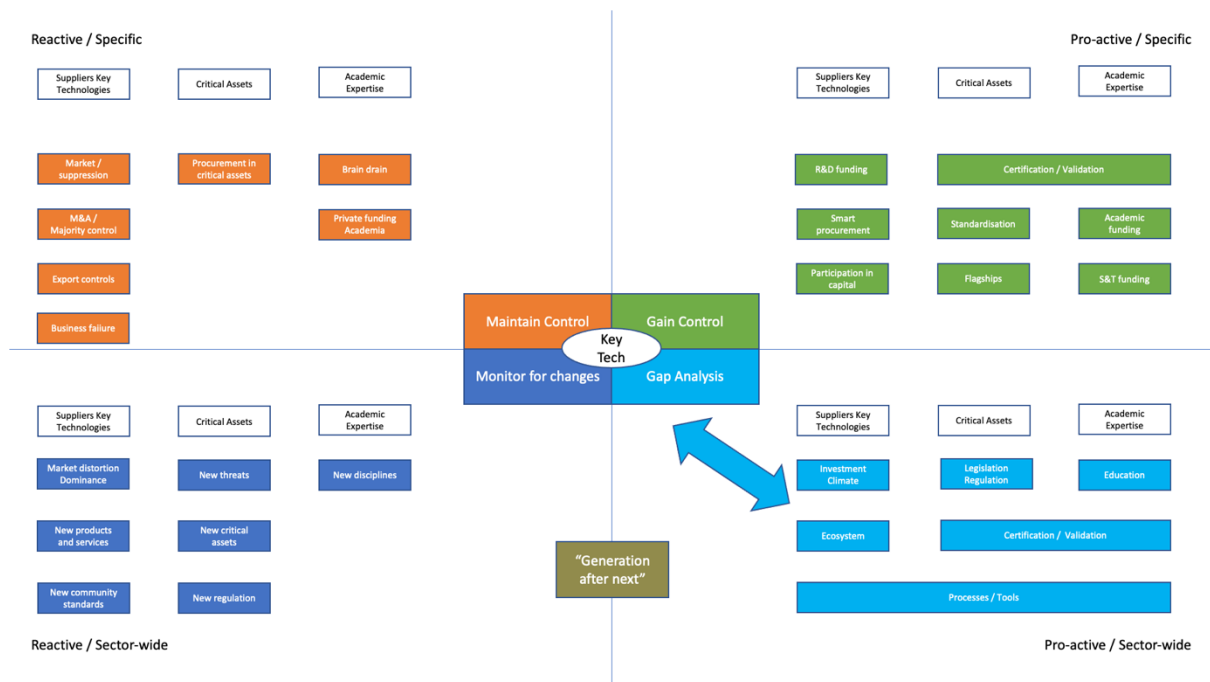 Reactive / Specific
Suppliers Key
Technologies
Critical Assets
Academic
Expertise
Market /
suppression
Procurement in
critical assets
Brain drain
M&A /
Majority control
Private funding
Academia
Export controls
Business failure
Pro-active / Specific
Suppliers Key
Technologies
Critical Assets
Academic
Expertise
R&D funding
Certification / Validation
Smart
procurement
Standardisation
Academic
funding
Participation in
capital
Flagships
S&T funding
Maintain Control
Gain Control
Key
Tech
Monitor for changes
Gap Analysis
Suppliers Key
Technologies
Critical Assets
Academic
Expertise
Market distortion
Dominance
New threats
New disciplines
New products
and services
New critical
assets
New community
standards
New regulation
Reactive / Sector-wide
"Generation
after next"
Suppliers Key
Technologies
Critical Assets
Academic
Expertise
Investment
Climate
Legislation
Regulation
Education
Ecosystem
Certification / Validation
Processes / Tools
Pro-active / Sector-wide